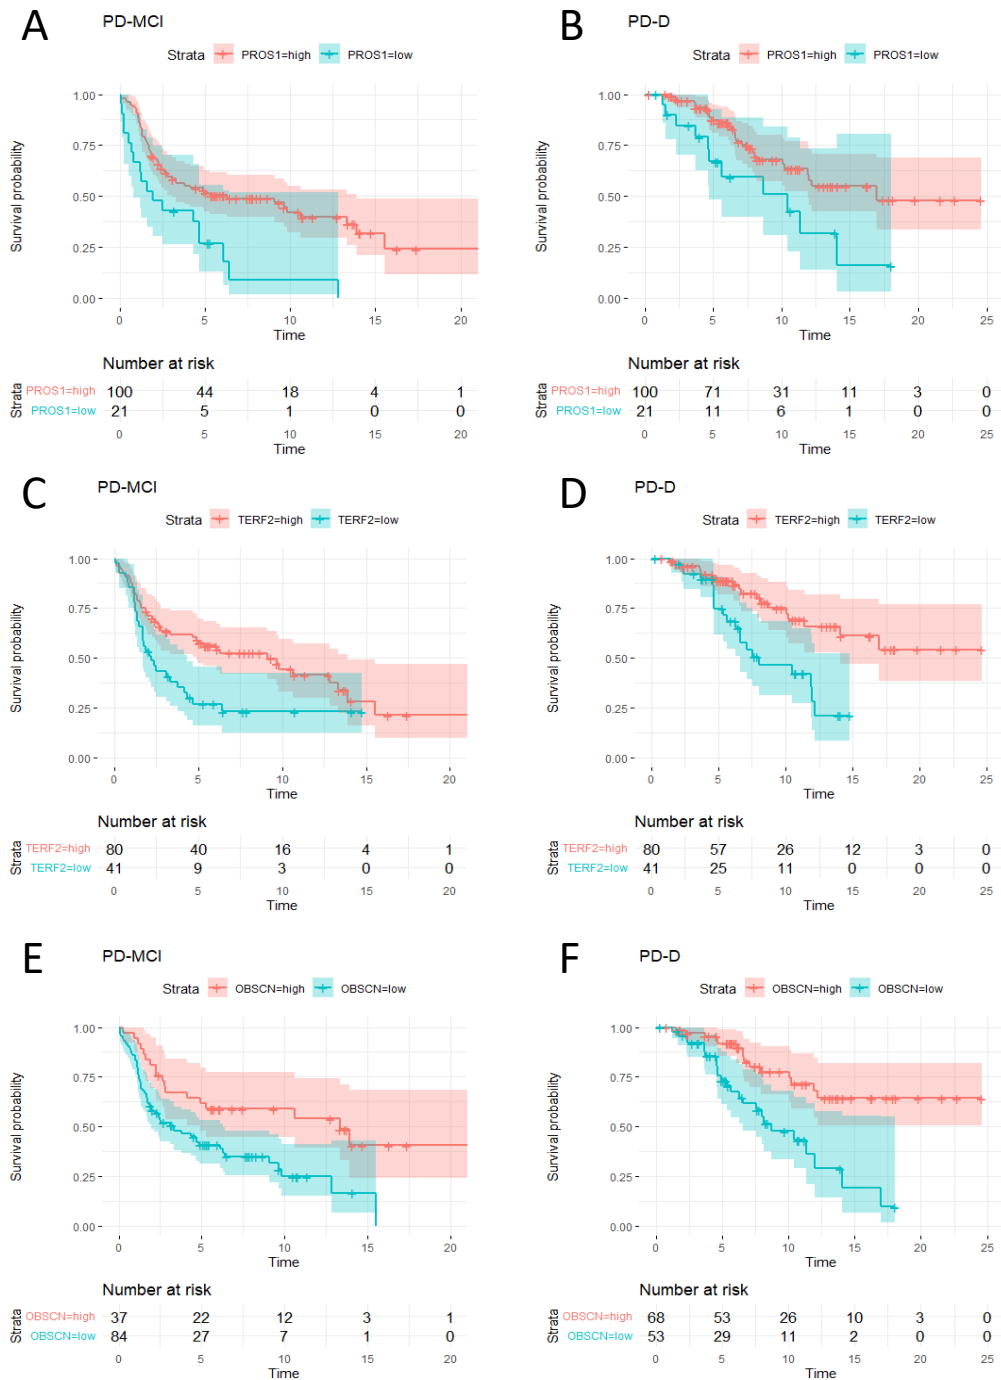 A PD-MCI
Strata PROS1=high PROS1=low
1.00
0.75
0.50
0.25
0.00
Survival probability
0 5 10 15 20
Time
Number at risk
Strata
PROS1=high 100 44 18 4 1
PROS1=low 21 5 1 0 0
0 5 10 15 20
Time
B PD-D
Strata PROS1=high PROS1=low
1.00
0.75
0.50
0.25
0.00
Survival probability
0 5 10 15 20 25
Time
Number at risk
Strata
PROS1=high 100 71 31 11 3 0
PROS1=low 21 11 6 1 0 0
0 5 10 15 20 25
Time
C PD-MCI
Strata TERF2=high TERF2=low
1.00
0.75
0.50
0.25
0.00
Survival probability
0 5 10 15 20
Time
Number at risk
Strata
TERF2=high 80 40 16 4 1
TERF2=low 41 9 3 0 0
0 5 10 15 20
Time
D PD-D
Strata TERF2=high TERF2=low
1.00
0.75
0.50
0.25
0.00
Survival probability
0 5 10 15 20 25
Time
Number at risk
Strata
TERF2=high 80 57 26 12 3 0
TERF2=low 41 25 11 0 0 0
0 5 10 15 20 25
Time
E PD-MCI
Strata OBSCN=high OBSCN=low
1.00
0.75
0.50
0.25
0.00
Survival probability
0 5 10 15 20
Time
Number at risk
Strata
OBSCN=high 37 22 12 3 1
OBSCN=low 84 27 7 1 0
0 5 10 15 20
Time
F PD-D
Strata OBSCN=high OBSCN=low
1.00
0.75
0.50
0.25
0.00
Survival probability
0 5 10 15 20 25
Time
Number at risk
Strata
OBSCN=high 68 53 26 10 3 0
OBSCN=low 53 29 11 2 0 0
0 5 10 15 20 25
Time